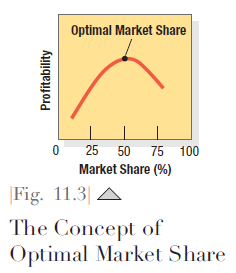 Optimal Market Share
Profitability
0 25 50 75 100
Market Share (%)
|Fig. 11.3|
The Concept of
Optimal Market Share